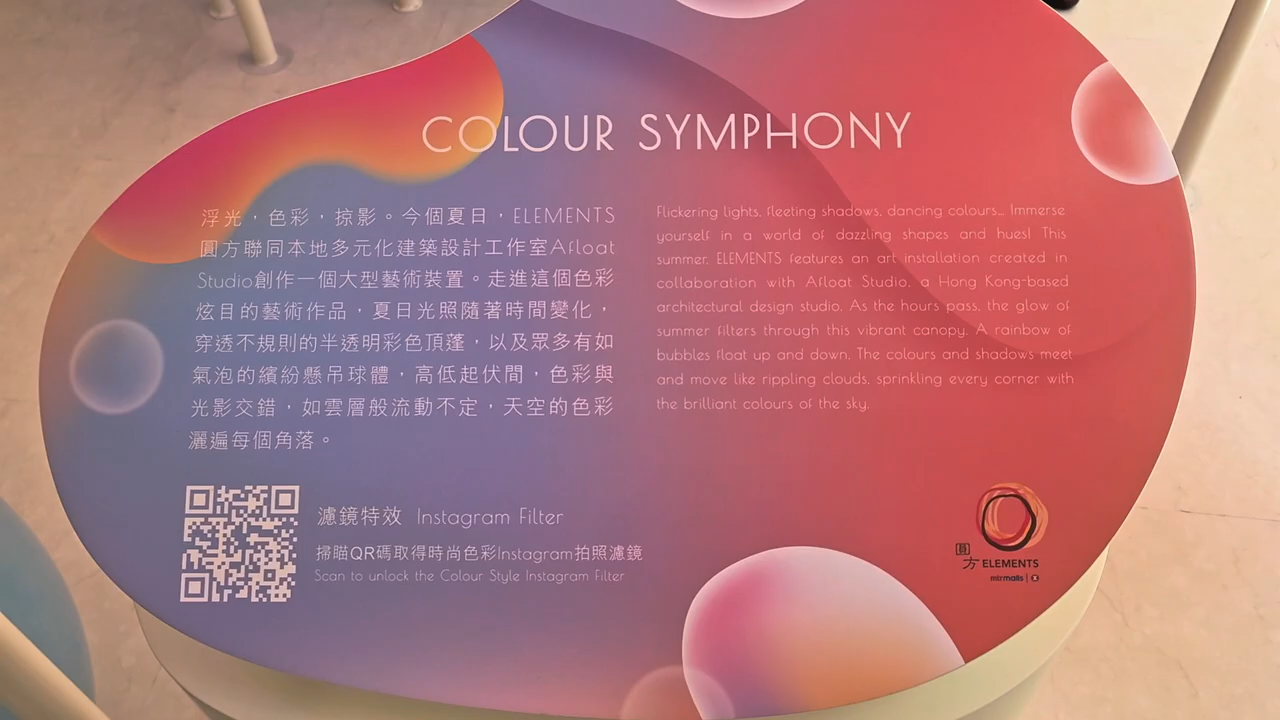 COLOUR SYMPHONY
浮光，色彩，掠影。今個夏日，ELEMENTS
圓方聯同本地多元化建築設計工作室Afloat
Studio創作一個大型藝術裝置。走進這個色彩
炫目的藝術作品，夏日光照隨著時間變化，
穿透不規則的半透明彩色頂蓬，以及眾多有如
氣泡的繽紛懸吊球體，高低起伏間，色彩與
光影交錯，如雲層般流動不定，天空的色彩
灑遍每個角落。
Flickering lights, fleeting shadows, dancing colours... Immerse
yourself in a world of dazzling shapes and hues! This
summer, ELEMENTS features an art installation created in
collaboration with Afloat Studio, a Hong Kong-based
architectural design studio. As the hours pass, the glow of
summer filters through this vibrant canopy. A rainbow of
bubbles float up and down. The colours and shadows meet
and move like rippling clouds, sprinkling every corner with
the brilliant colours of the sky.
濾鏡特效 Instagram Filter
掃瞄QR碼取得時尚色彩Instagram拍照濾鏡
Scan to unlock the Colour Style Instagram Filter
圓方 ELEMENTS
mtrmalls